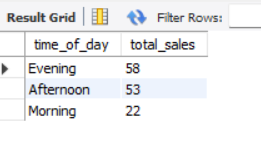 Result Grid Filter Rows:
time_of_day total_sales
Evening 58
Afternoon 53
Morning 22